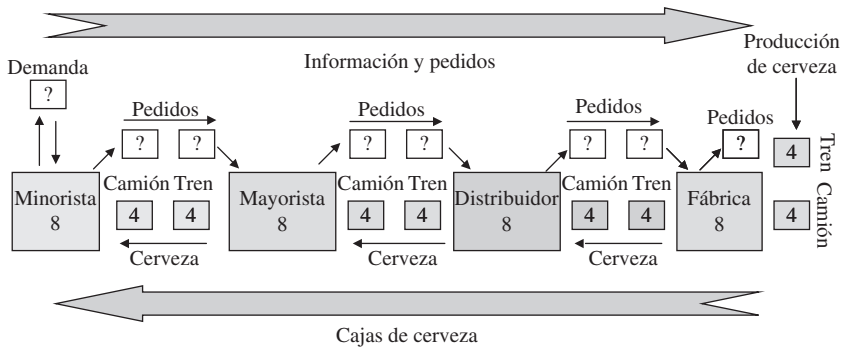 Información y pedidos
Producción
de cerveza
Demanda
?
Pedidos
? ?
Pedidos
? ?
Pedidos
? ?
Pedidos
?
4
Tren
Minorista
8
Camión Tren
4 4
Cerveza
Mayorista
8
Camión Tren
4 4
Cerveza
Distribuidor
8
Camión Tren
4 4
Cerveza
Fábrica
8
4
Camión
Cajas de cerveza